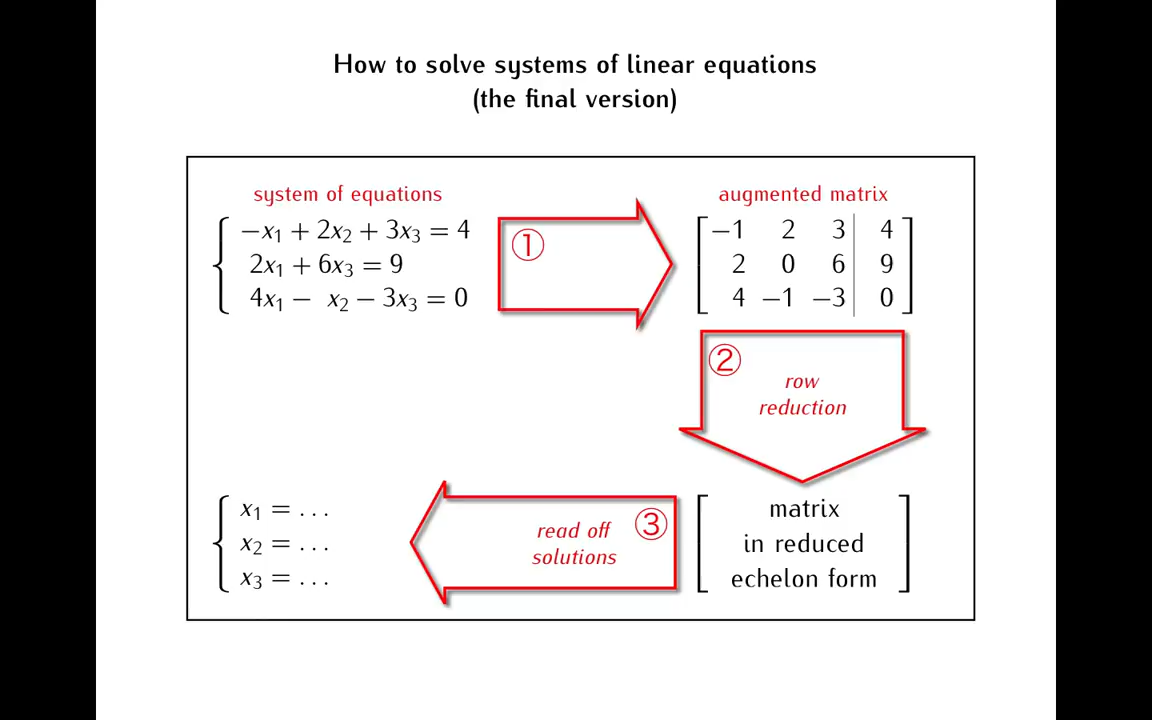 How to solve systems of linear equations
(the final version)
system of equations
−x₁ + 2x₂ + 3x₃ = 4
2x₁ + 6x₃ = 9
4x₁ − x₂ − 3x₃ = 0
①
augmented matrix
−1 2 3 4
2 0 6 9
4 −1 −3 0
②
row
reduction
matrix
in reduced
echelon form
③
read off
solutions
x₁ = ...
x₂ = ...
x₃ = ...